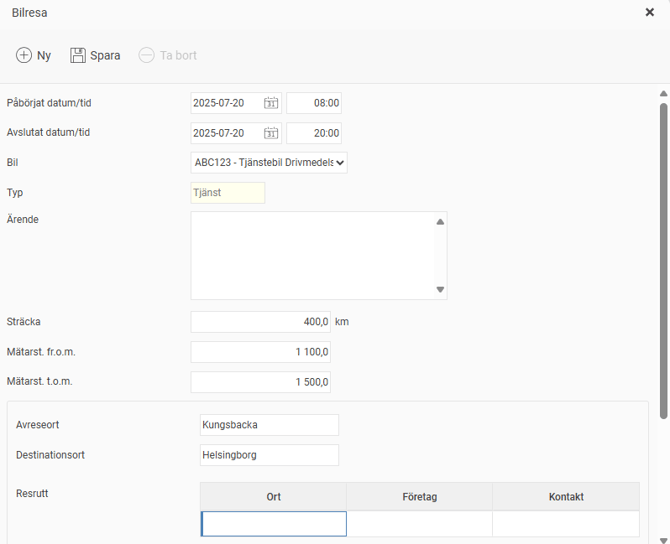 Bilresa
Ny Spara Ta bort
Påbörjat datum/tid 2025-07-20 31 08:00
Avslutat datum/tid 2025-07-20 31 20:00
Bil ABC123 - Tjänstebil Drivmedels
Typ Tjänst
Ärende
Sträcka 400,0 km
Mätarst. fr.o.m. 1 100,0
Mätarst. t.o.m. 1 500,0
Avreseort Kungsbacka
Destinationsort Helsingborg
Resrutt Ort Företag Kontakt